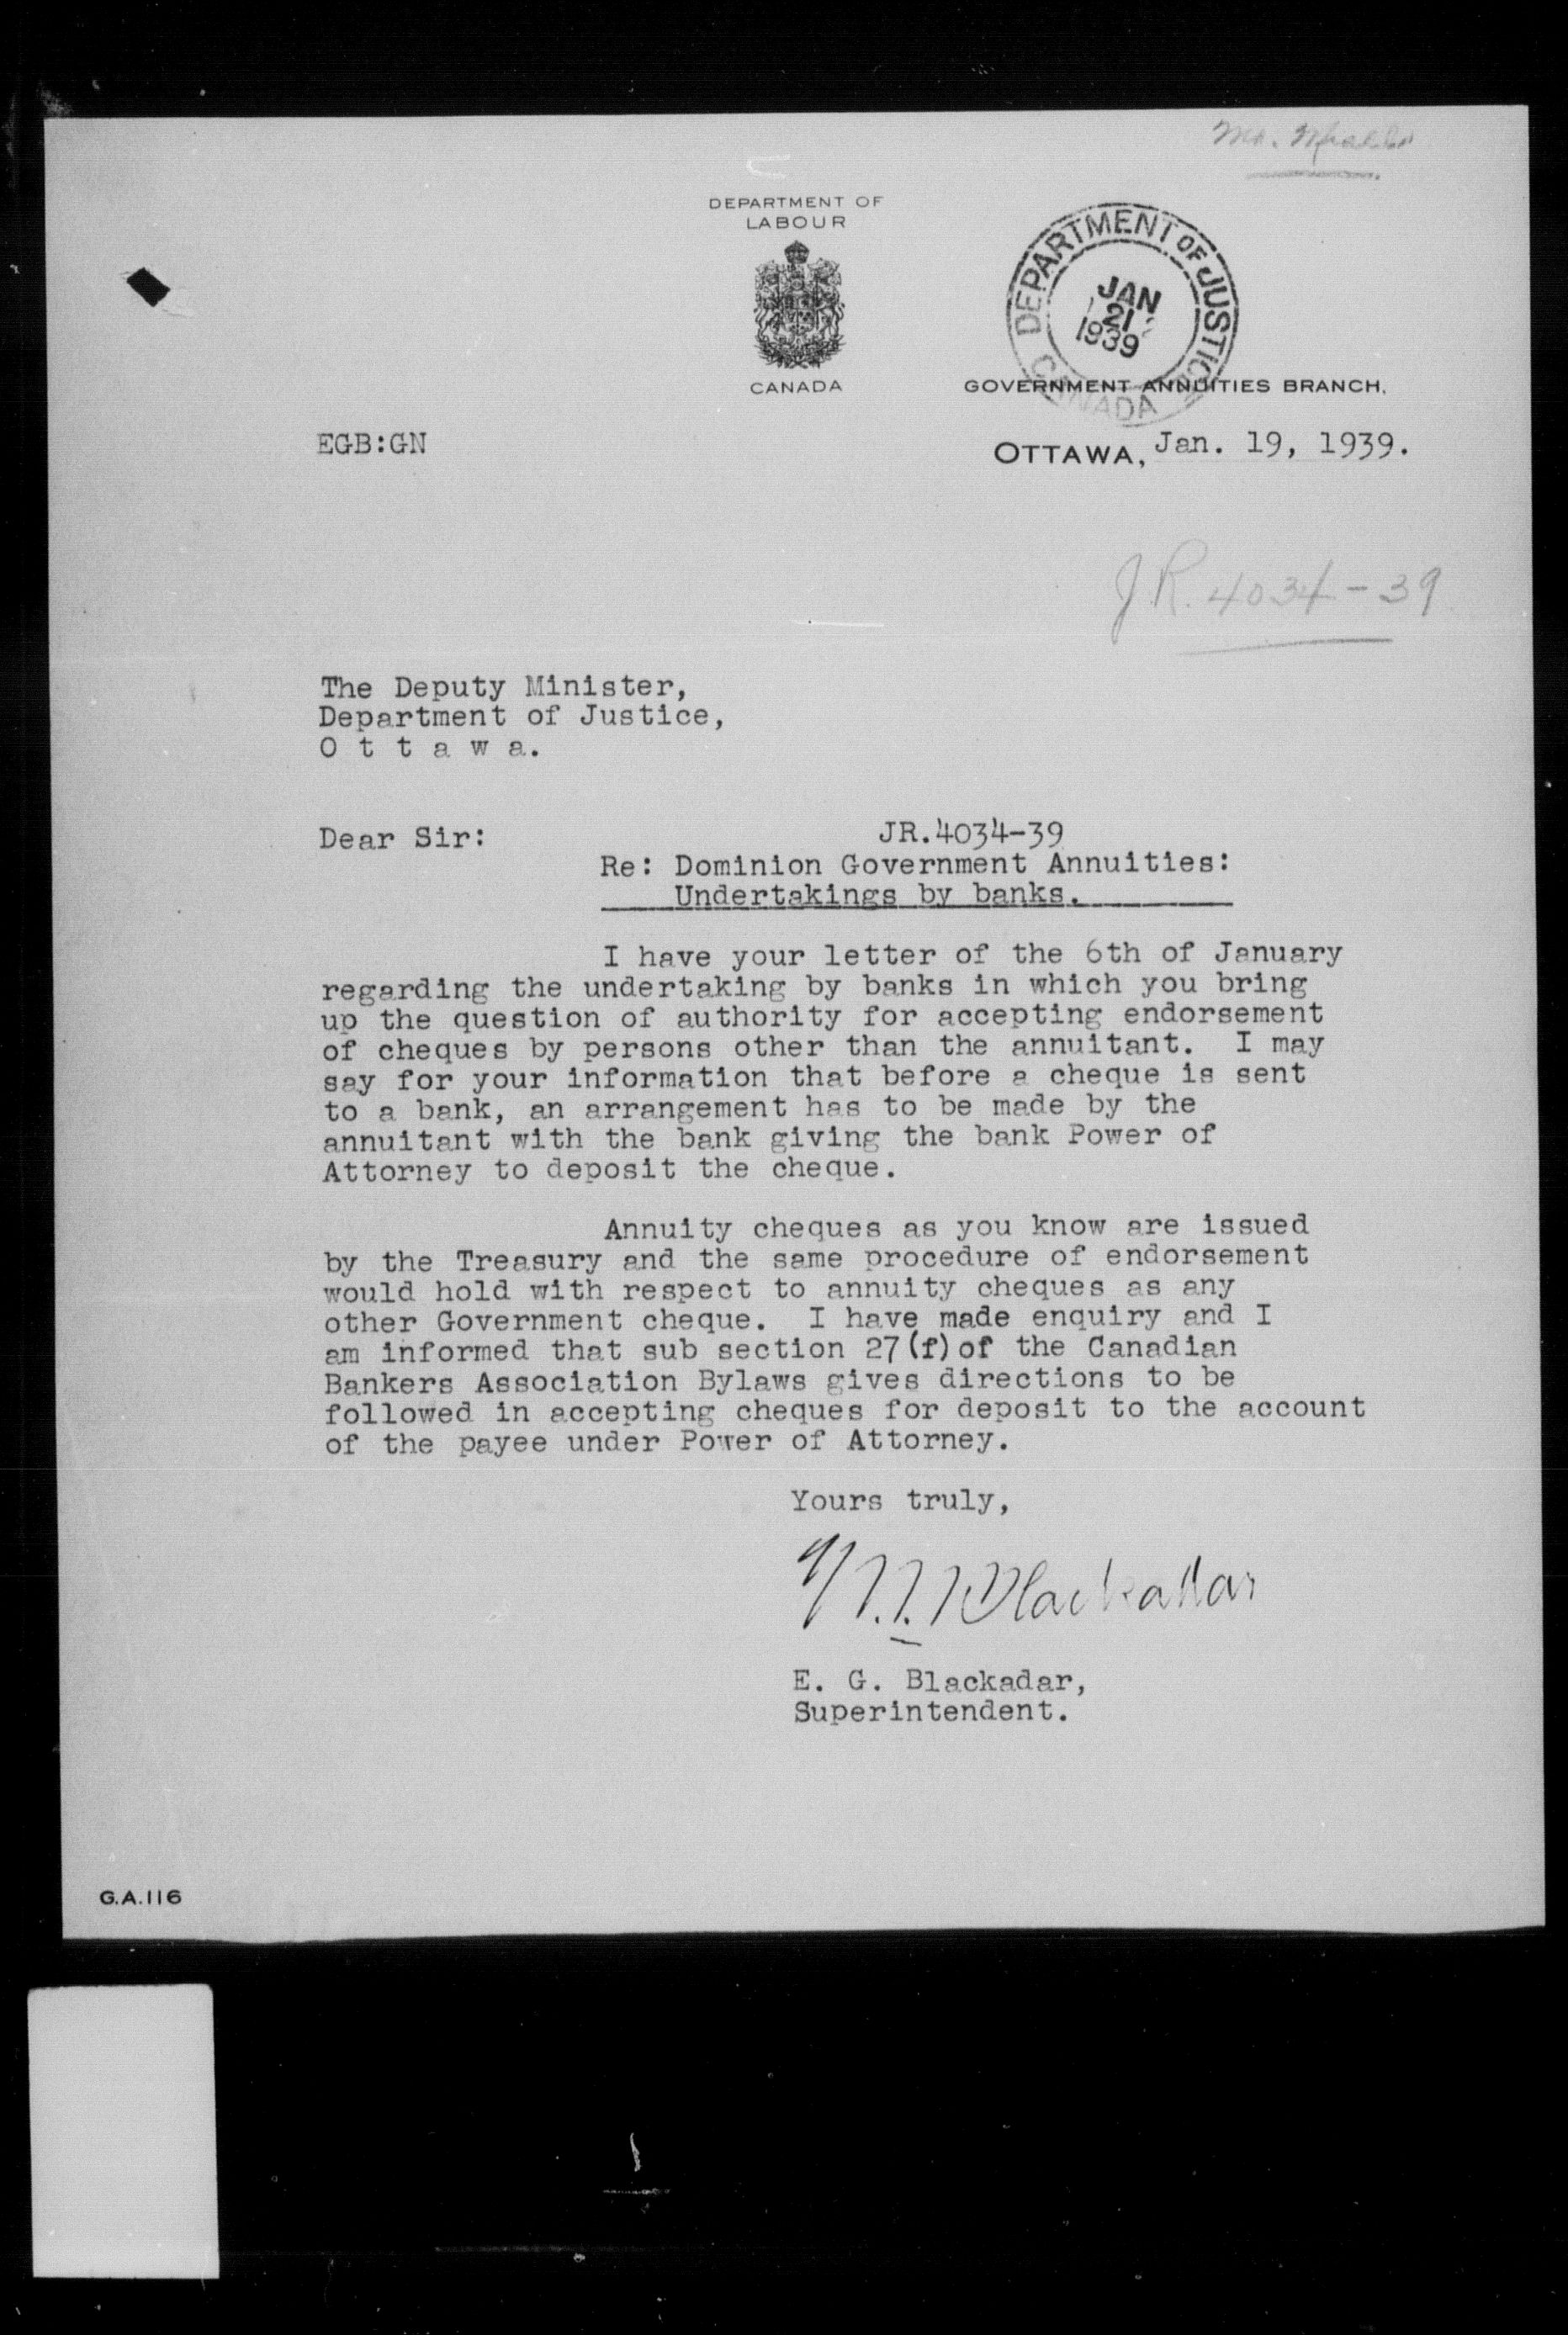 Mr.
DEPARTMENT OF
LABOUR
CANADA
DEPARTMENT OF JUSTICE
CANADA
JAN
21
1939
GOVERNMENT ANNUITIES BRANCH,
EGB:GN
OTTAWA, Jan. 19, 1939.
J.R. 4034-39
The Deputy Minister,
Department of Justice,
O t t a w a.
Dear Sir:
JR.4034-39
Re: Dominion Government Annuities:
Undertakings by banks.
I have your letter of the 6th of January
regarding the undertaking by banks in which you bring
up the question of authority for accepting endorsement
of cheques by persons other than the annuitant. I may
say for your information that before a cheque is sent
to a bank, an arrangement has to be made by the
annuitant with the bank giving the bank Power of
Attorney to deposit the cheque.
Annuity cheques as you know are issued
by the Treasury and the same procedure of endorsement
would hold with respect to annuity cheques as any
other Government cheque. I have made enquiry and I
am informed that sub section 27(f) of the Canadian
Bankers Association Bylaws gives directions to be
followed in accepting cheques for deposit to the account
of the payee under Power of Attorney.
Yours truly,
Blackadar
E. G. Blackadar,
Superintendent.
G.A.116